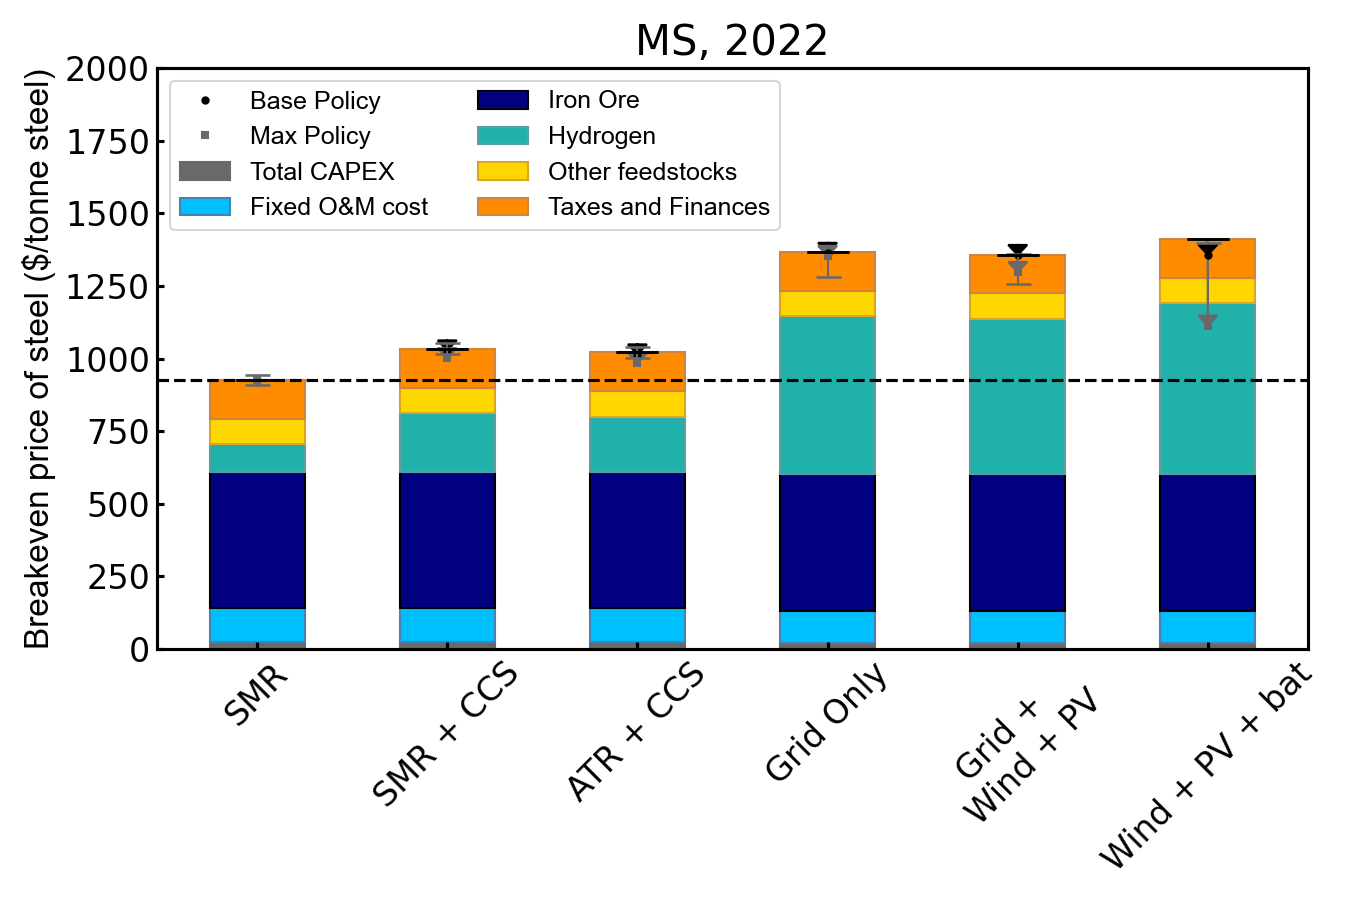 MS, 2022
Breakeven price of steel ($/tonne steel)
2000
1750
1500
1250
1000
750
500
250
0
Base Policy
Max Policy
Total CAPEX
Fixed O&M cost
Iron Ore
Hydrogen
Other feedstocks
Taxes and Finances
SMR
SMR + CCS
ATR + CCS
Grid Only
Grid +
Wind + PV
Wind + PV + bat